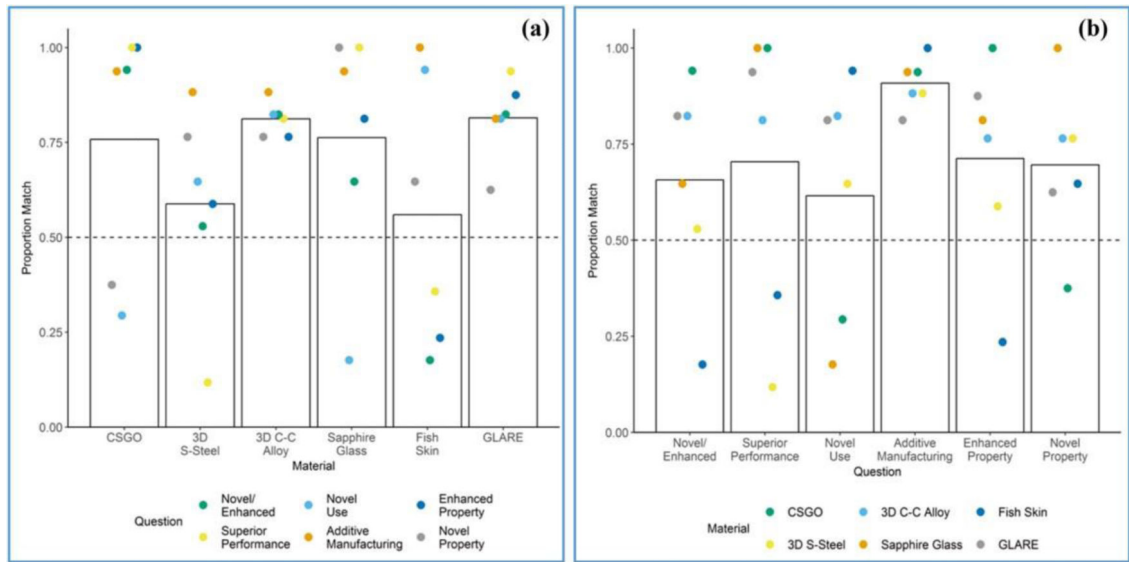 (a)
1.00
0.75
0.50
0.25
0.00
Proportion Match
CSGO
3D
S-Steel
3D C-C
Alloy
Sapphire
Glass
Fish
Skin
GLARE
Material
Question
Novel/
Enhanced
Novel
Use
Enhanced
Property
Superior
Performance
Additive
Manufacturing
Novel
Property
(b)
1.00
0.75
0.50
0.25
0.00
Proportion Match
Novel/
Enhanced
Superior
Performance
Novel
Use
Additive
Manufacturing
Enhanced
Property
Novel
Property
Question
Material
CSGO
3D C-C Alloy
Fish Skin
3D S-Steel
Sapphire Glass
GLARE